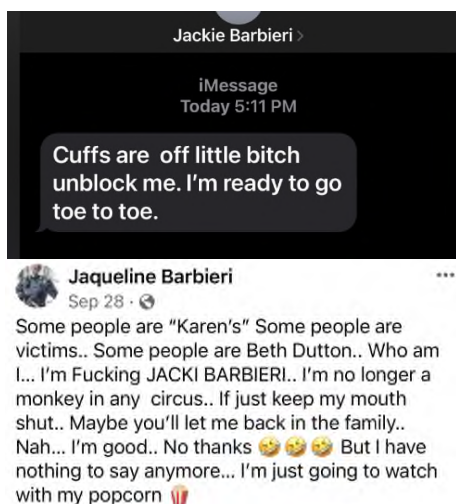 Jackie Barbieri >
iMessage
Today 5:11 PM
Cuffs are  off little bitch
unblock me. I'm ready to go
toe to toe.
Jaqueline Barbieri
...
Sep 28 ·
Some people are "Karen's" Some people are
victims.. Some people are Beth Dutton.. Who am
I... I'm Fucking JACKI BARBIERI.. I'm no longer a
monkey in any  circus.. If just keep my mouth
shut.. Maybe you'll let me back in the family..
Nah... I'm good.. No thanks 🤣🤣🤣 But I have
nothing to say anymore... I'm just going to watch
with my popcorn 🍿